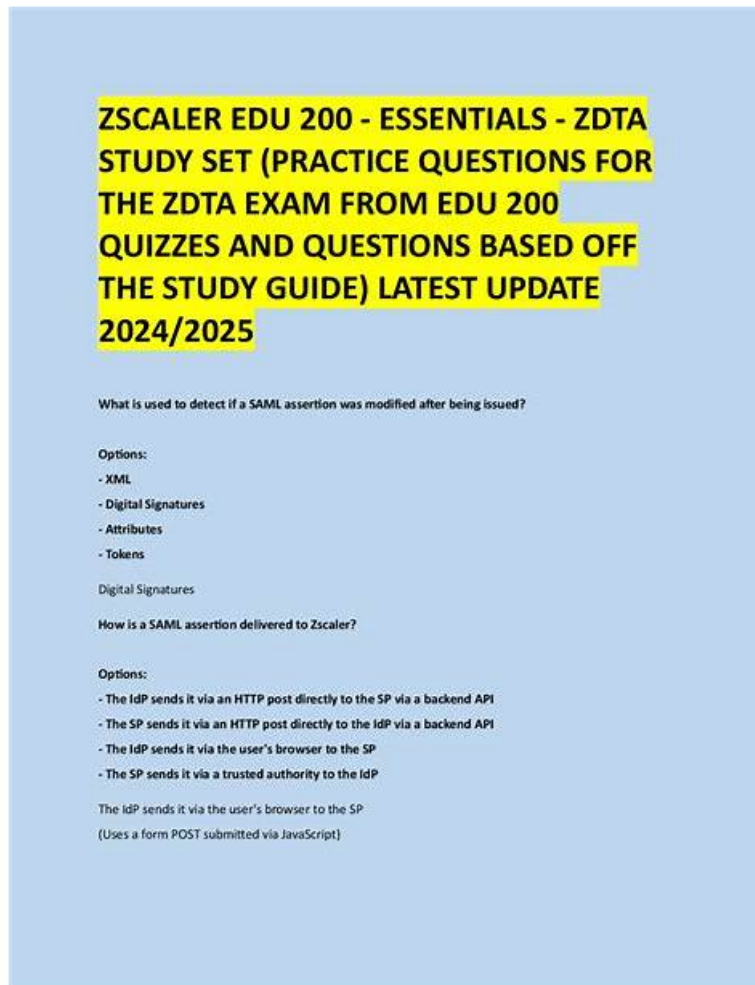 ZSCALER EDU 200 - ESSENTIALS - ZDTA
STUDY SET (PRACTICE QUESTIONS FOR
THE ZDTA EXAM FROM EDU 200
QUIZZES AND QUESTIONS BASED OFF
THE STUDY GUIDE) LATEST UPDATE
2024/2025
What is used to detect if a SAML assertion was modified after being issued?
Options:
- XML
- Digital Signatures
- Attributes
- Tokens
Digital Signatures
How is a SAML assertion delivered to Zscaler?
Options:
- The IdP sends it via an HTTP post directly to the SP via a backend API
- The SP sends it via an HTTP post directly to the IdP via a backend API
- The IdP sends it via the user's browser to the SP
- The SP sends it via a trusted authority to the IdP
The IdP sends it via the user's browser to the SP
(Uses a form POST submitted via JavaScript)